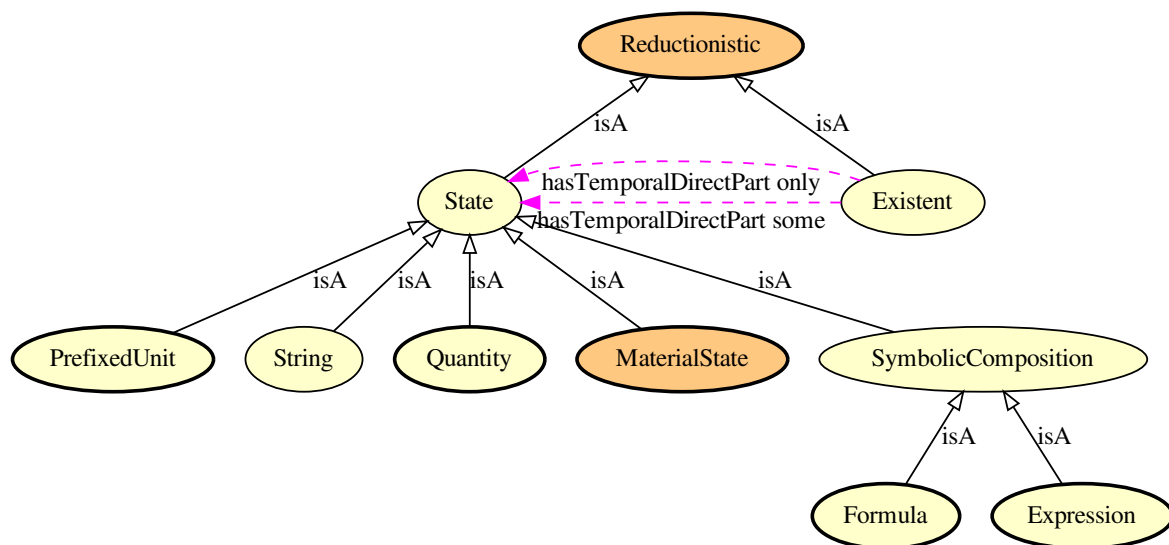 Reductionistic
isA
isA
hasTemporalDirectPart only
State
Existent
hasTemporalDirectPart some
isA
isA
isA
isA
isA
PrefixedUnit
String
Quantity
MaterialState
SymbolicComposition
isA
isA
Formula
Expression